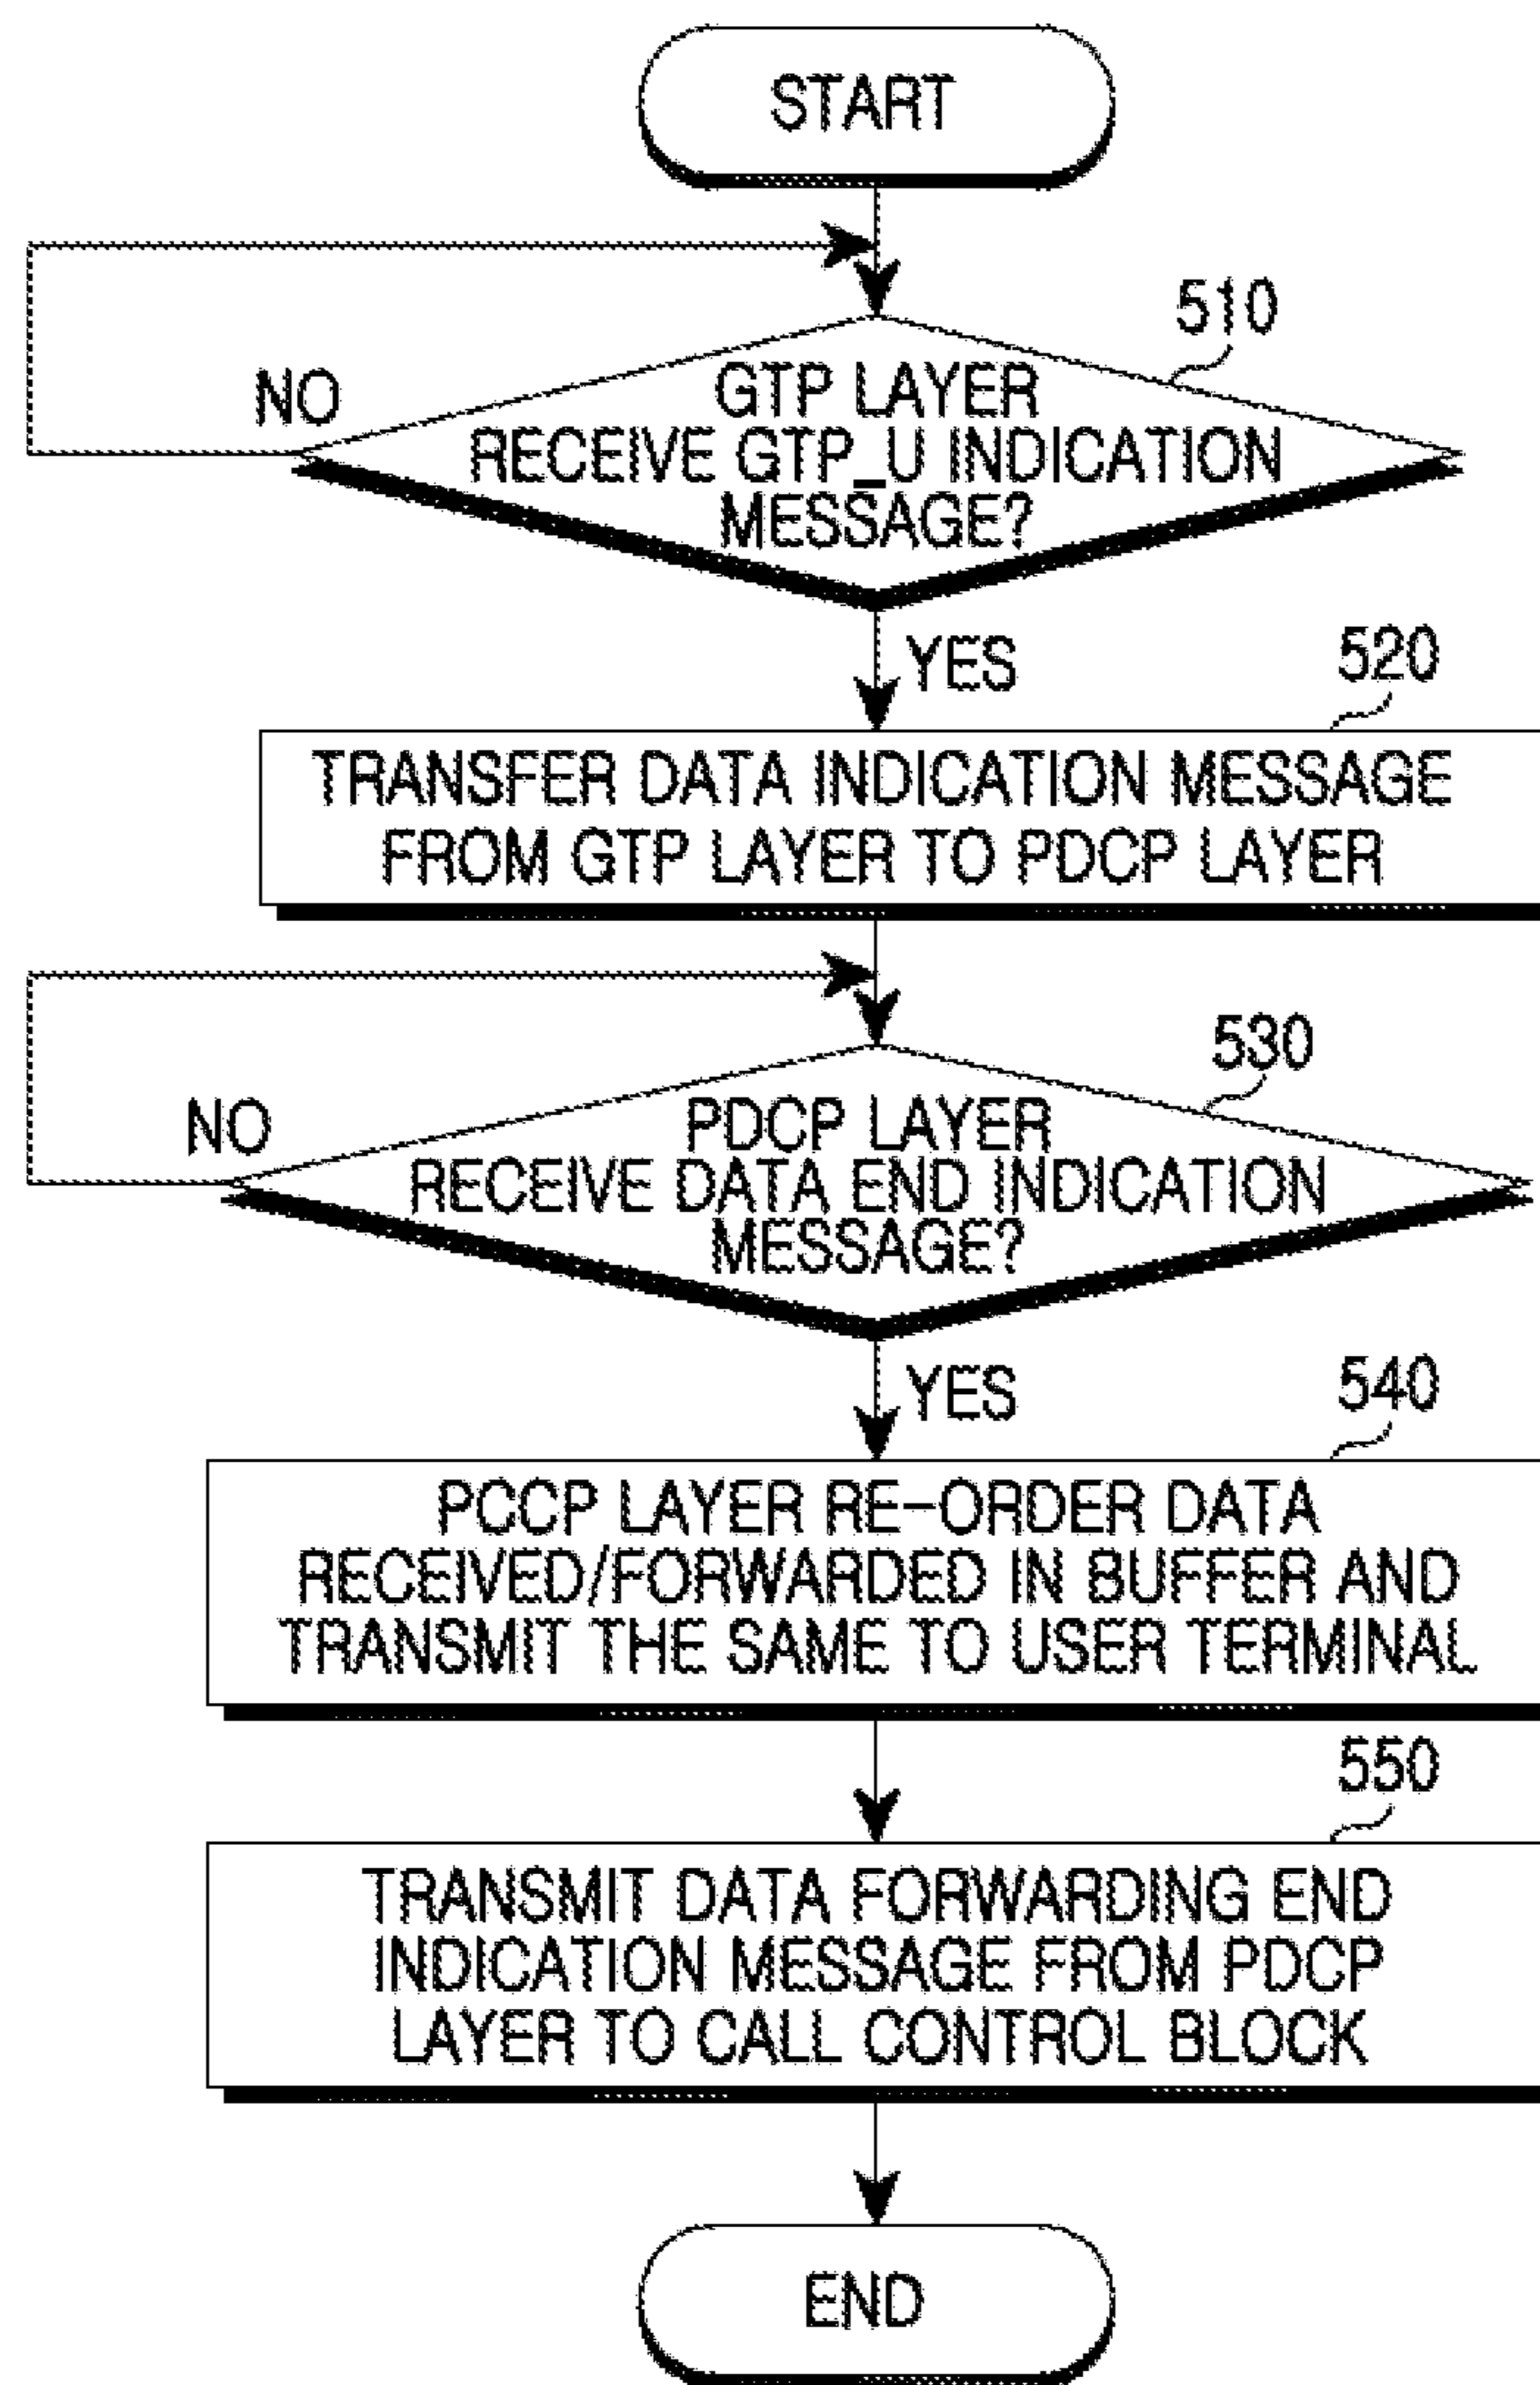 START
510
NO
GTP LAYER
RECEIVE GTP_U INDICATION
MESSAGE?
YES
520
TRANSFER DATA INDICATION MESSAGE
FROM GTP LAYER TO PDCP LAYER
530
NO
PDCP LAYER
RECEIVE DATA END INDICATION
MESSAGE?
YES
540
PCCP LAYER RE-ORDER DATA
RECEIVED/FORWARDED IN BUFFER AND
TRANSMIT THE SAME TO USER TERMINAL
550
TRANSMIT DATA FORWARDING END
INDICATION MESSAGE FROM PDCP
LAYER TO CALL CONTROL BLOCK
END